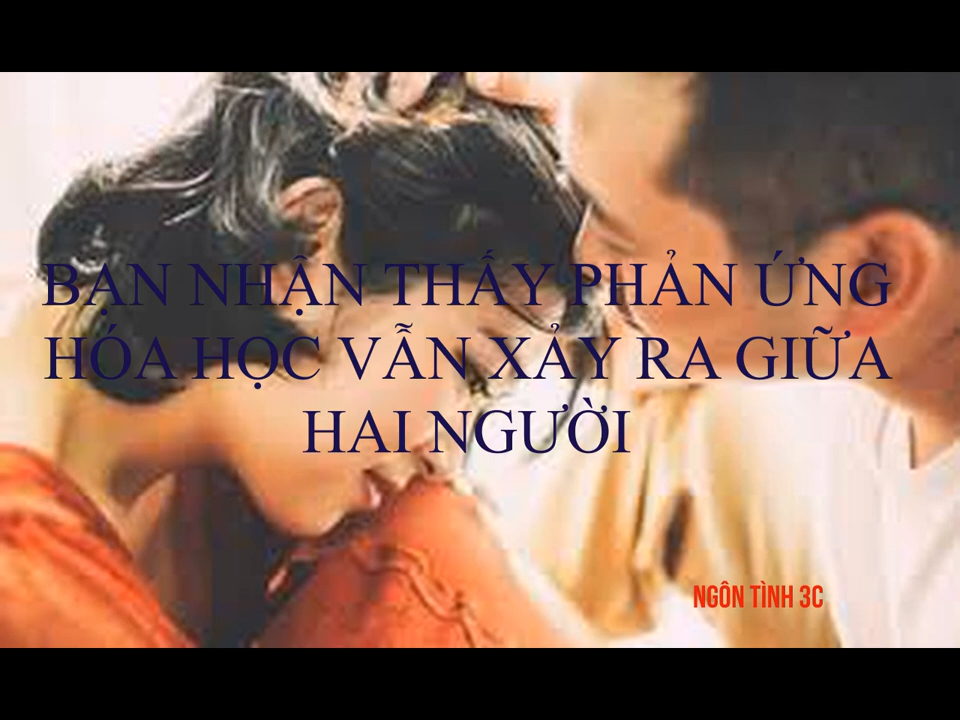 BẠN NHẬN THẤY PHẢN ỨNG
HÓA HỌC VẪN XẢY RA GIỮA
HAI NGƯỜI
NGÔN TÌNH 3C